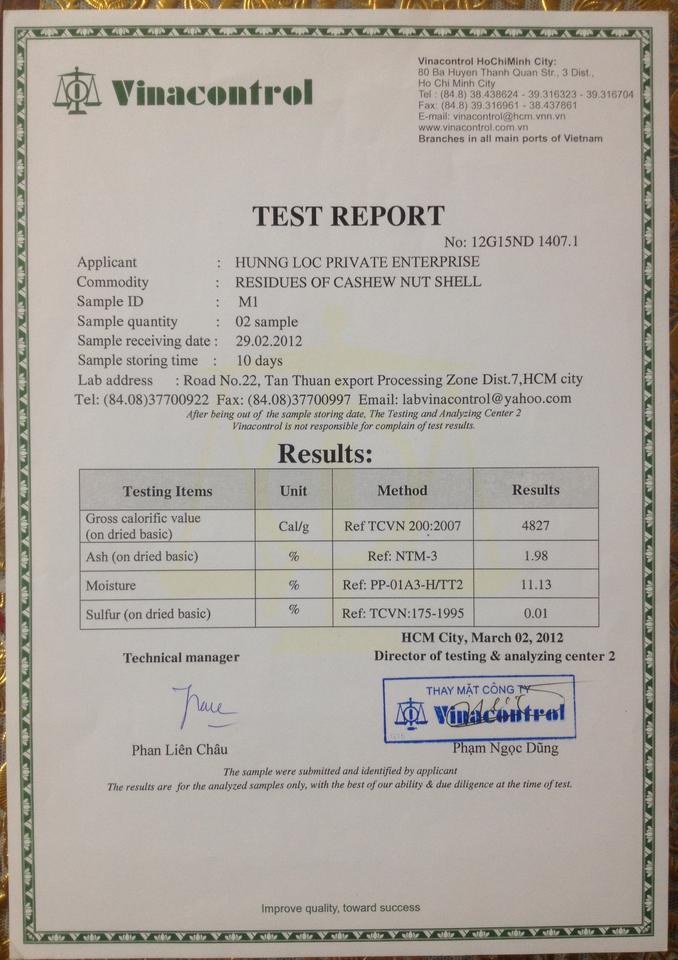 Vinacontrol
Vinacontrol HoChiMinh City:
80 Ba Huyen Thanh Quan Str., 3 Dist.,
Ho Chi Minh City
Tel : (84.8) 38.438624 - 39.316323 - 39.316704
Fax: (84.8) 39.316961 - 38.437861
E-mail: vinacontrol@hcm.vnn.vn
www.vinacontrol.com.vn
Branches in all main ports of Vietnam
TEST REPORT
No: 12G15ND 1407.1
Applicant : HUNNG LOC PRIVATE ENTERPRISE
Commodity : RESIDUES OF CASHEW NUT SHELL
Sample ID : M1
Sample quantity : 02 sample
Sample receiving date : 29.02.2012
Sample storing time : 10 days
Lab address : Road No.22, Tan Thuan export Processing Zone Dist.7,HCM city
Tel: (84.08)37700922 Fax: (84.08)37700997 Email: labvinacontrol@yahoo.com
After being out of the sample storing date, The Testing and Analyzing Center 2
Vinacontrol is not responsible for complain of test results.
Results:
Testing Items Unit Method Results
Gross calorific value
(on dried basic) Cal/g Ref TCVN 200:2007 4827
Ash (on dried basic) % Ref: NTM-3 1.98
Moisture % Ref: PP-01A3-H/TT2 11.13
Sulfur (on dried basic) % Ref: TCVN:175-1995 0.01
HCM City, March 02, 2012
Technical manager Director of testing & analyzing center 2
THAY MẶT CÔNG TY
Vinacontrol
Phan Liên Châu Phạm Ngọc Dũng
The sample were submitted and identified by applicant
The results are for the analyzed samples only, with the best of our ability & due diligence at the time of test.
Improve quality, toward success